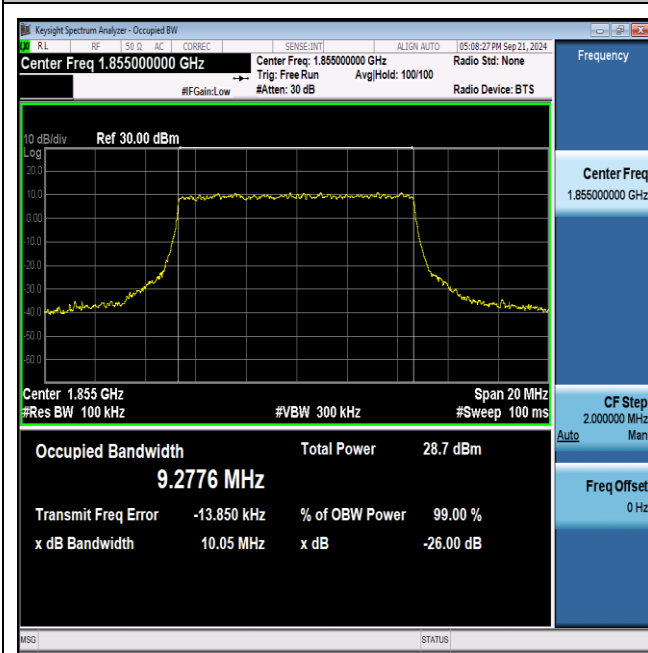 Keysight Spectrum Analyzer - Occupied BW
RL RF 50 Ω AC CORREC SENSE:INT ALIGN AUTO 05:08:27 PM Sep 21, 2024
Center Freq 1.855000000 GHz Center Freq: 1.855000000 GHz Radio Std: None
Trig: Free Run Avg|Hold: 100/100
#IFGain:Low #Atten: 30 dB Radio Device: BTS
Frequency
10 dB/div Ref 30.00 dBm
Log
20.0
10.0
0.00
-10.0
-20.0
-30.0
-40.0
-50.0
-60.0
Center 1.855 GHz Span 20 MHz
#Res BW 100 kHz #VBW 300 kHz #Sweep 100 ms
Occupied Bandwidth Total Power 28.7 dBm
9.2776 MHz
Transmit Freq Error -13.850 kHz % of OBW Power 99.00 %
x dB Bandwidth 10.05 MHz x dB -26.00 dB
Center Freq
1.855000000 GHz
CF Step
2.000000 MHz
Auto Man
Freq Offset
0 Hz
MSG STATUS